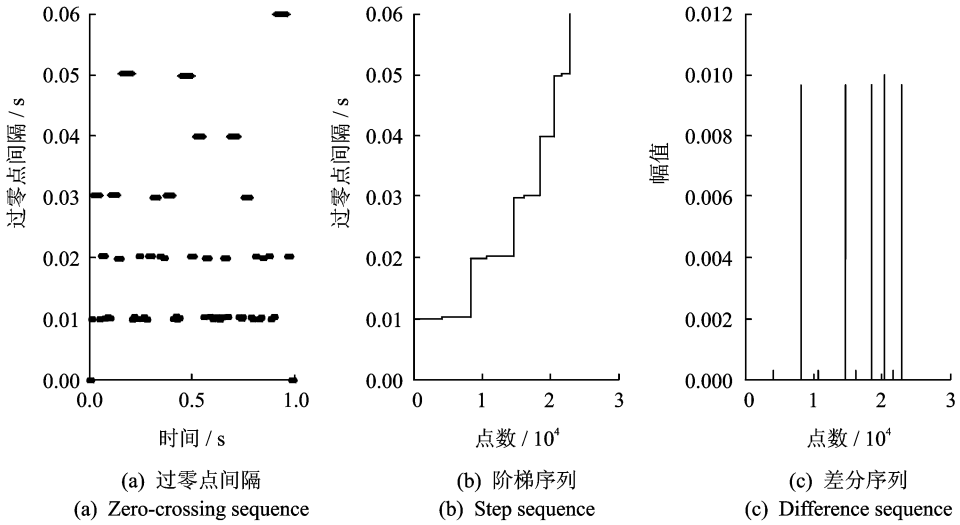 0.06
0.05
0.04
0.03
0.02
0.01
0.00
过零点间隔 / s
0.0
0.5
1.0
时间 / s
(a) 过零点间隔
(a) Zero-crossing sequence
0.06
0.05
0.04
0.03
0.02
0.01
0.00
过零点间隔 / s
0
1
2
3
点数 / 10⁴
(b) 阶梯序列
(b) Step sequence
0.012
0.010
0.008
0.006
0.004
0.002
0.000
幅值
0
1
2
3
点数 / 10⁴
(c) 差分序列
(c) Difference sequence